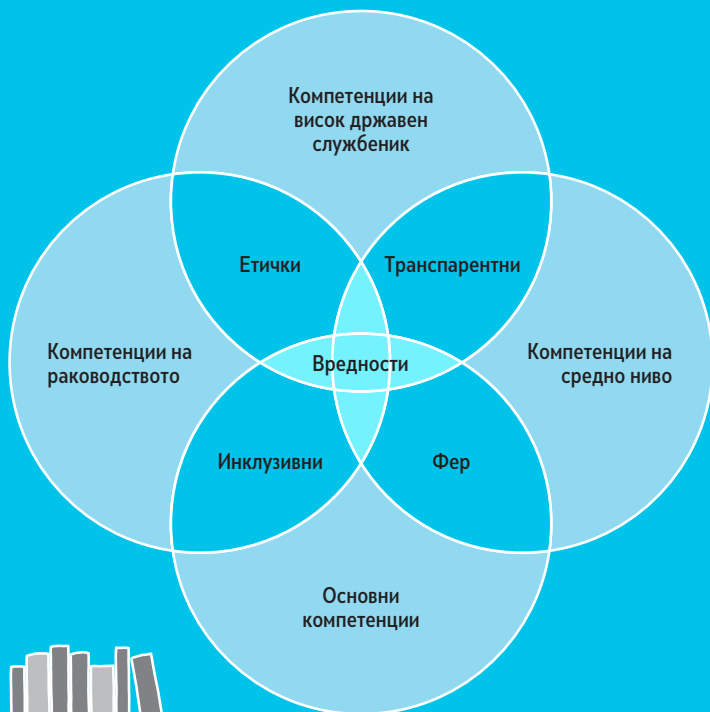 Компетенции на
висок државен
службеник
Етички
Транспарентни
Компетенции на
раководството
Вредности
Компетенции на
средно ниво
Инклузивни
Фер
Основни
компетенции